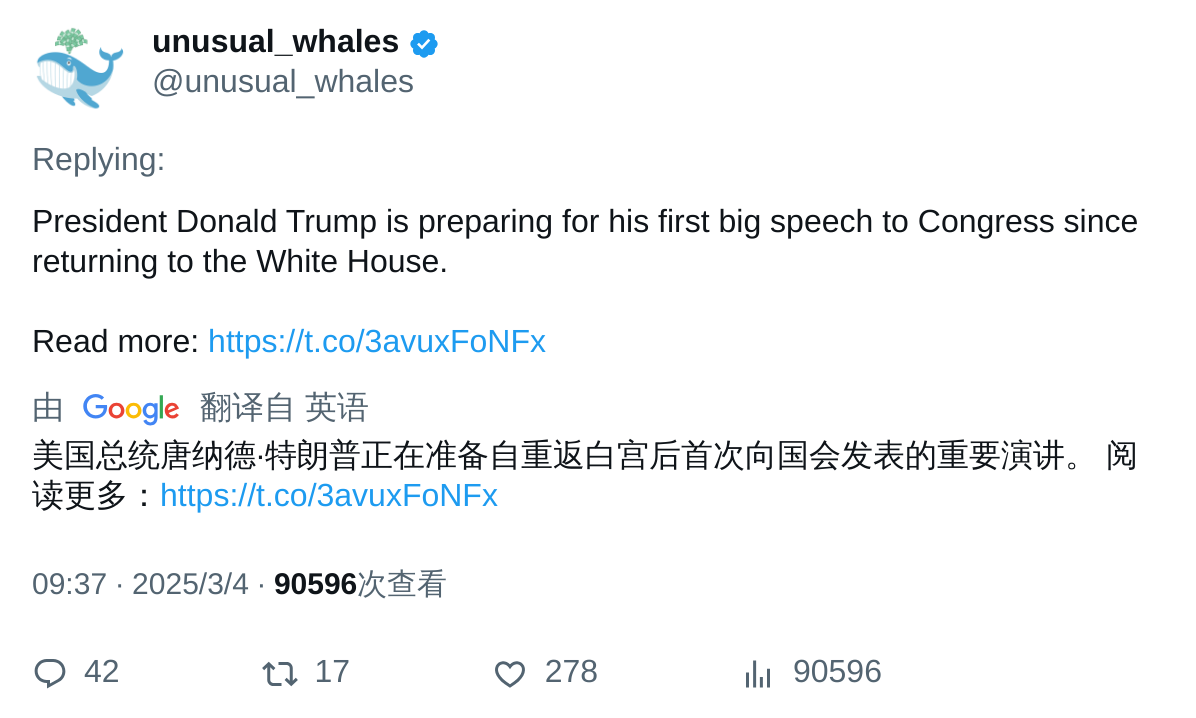 unusual_whales
@unusual_whales
Replying:
President Donald Trump is preparing for his first big speech to Congress since
returning to the White House.
Read more: https://t.co/3avuxFoNFx
由 Google 翻译自 英语
美国总统唐纳德·特朗普正在准备自重返白宫后首次向国会发表的重要演讲。 阅
读更多：https://t.co/3avuxFoNFx
09:37 · 2025/3/4 · 90596次查看
42 17 278 90596